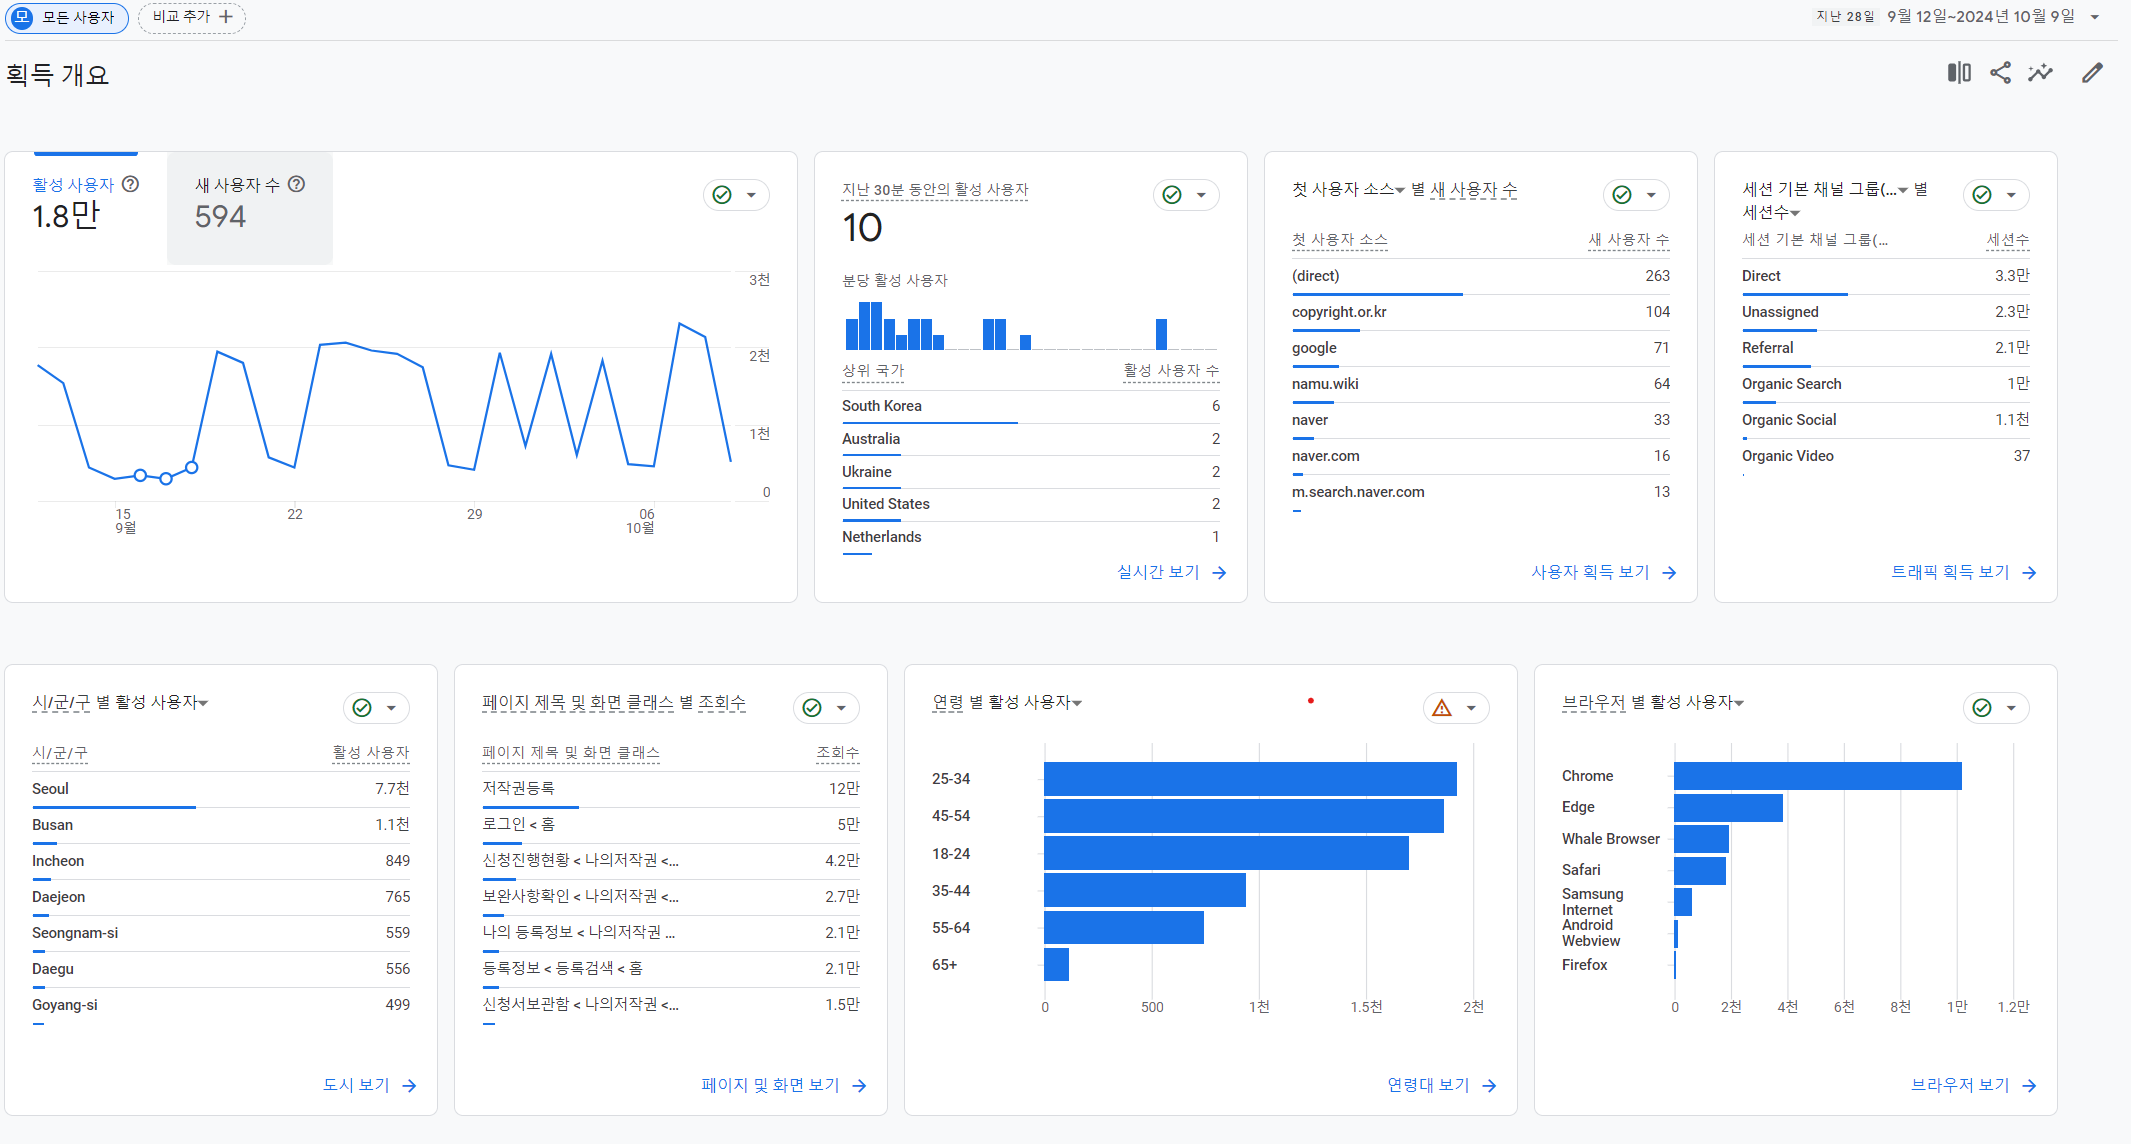 모 모든 사용자 비교 추가 지난 28일 9월 12일~2024년 10월 9일
획득 개요
활성 사용자
1.8만
새 사용자 수
594
3천
2천
1천
0
15
9월
22
29
06
10월
지난 30분 동안의 활성 사용자
10
분당 활성 사용자
상위 국가 활성 사용자 수
South Korea 6
Australia 2
Ukraine 2
United States 2
Netherlands 1
실시간 보기
첫 사용자 소스 별 새 사용자 수
첫 사용자 소스 새 사용자 수
(direct) 263
copyright.or.kr 104
google 71
namu.wiki 64
naver 33
naver.com 16
m.search.naver.com 13
사용자 획득 보기
세션 기본 채널 그룹(... 별
세션수
세션 기본 채널 그룹(... 세션수
Direct 3.3만
Unassigned 2.3만
Referral 2.1만
Organic Search 1만
Organic Social 1.1천
Organic Video 37
트래픽 획득 보기
시/군/구 별 활성 사용자
시/군/구 활성 사용자
Seoul 7.7천
Busan 1.1천
Incheon 849
Daejeon 765
Seongnam-si 559
Daegu 556
Goyang-si 499
도시 보기
페이지 제목 및 화면 클래스 별 조회수
페이지 제목 및 화면 클래스 조회수
저작권등록 12만
로그인 < 홈 5만
신청진행현황 < 나의저작권 <... 4.2만
보완사항확인 < 나의저작권 <... 2.7만
나의 등록정보 < 나의저작권 ... 2.1만
등록정보 < 등록검색 < 홈 2.1만
신청서보관함 < 나의저작권 <... 1.5만
페이지 및 화면 보기
연령 별 활성 사용자
25-34
45-54
18-24
35-44
55-64
65+
0 500 1천 1.5천 2천
연령대 보기
브라우저 별 활성 사용자
Chrome
Edge
Whale Browser
Safari
Samsung
Internet
Android
Webview
Firefox
0 2천 4천 6천 8천 1만 1.2만
브라우저 보기